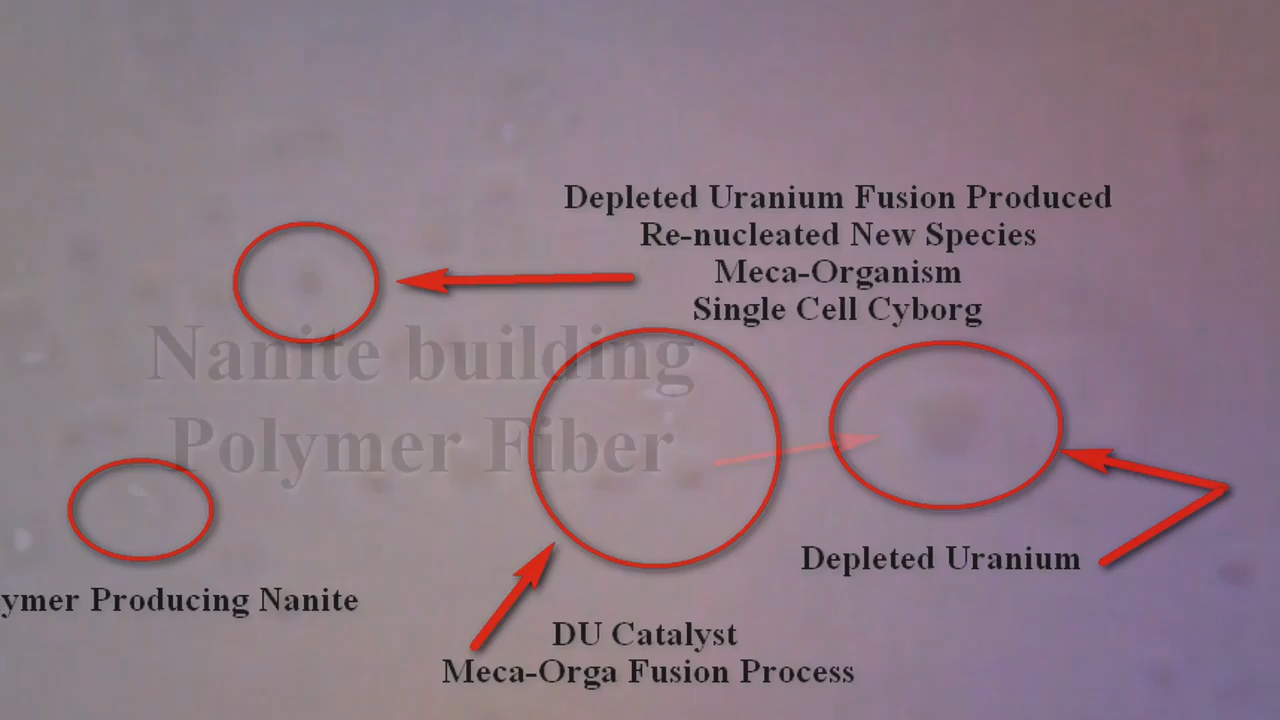 Depleted Uranium Fusion Produced
Re-nucleated New Species
Meca-Organism
Single Cell Cyborg
Nanite building
Polymer Fiber
Depleted Uranium
ymer Producing Nanite
DU Catalyst
Meca-Orga Fusion Process